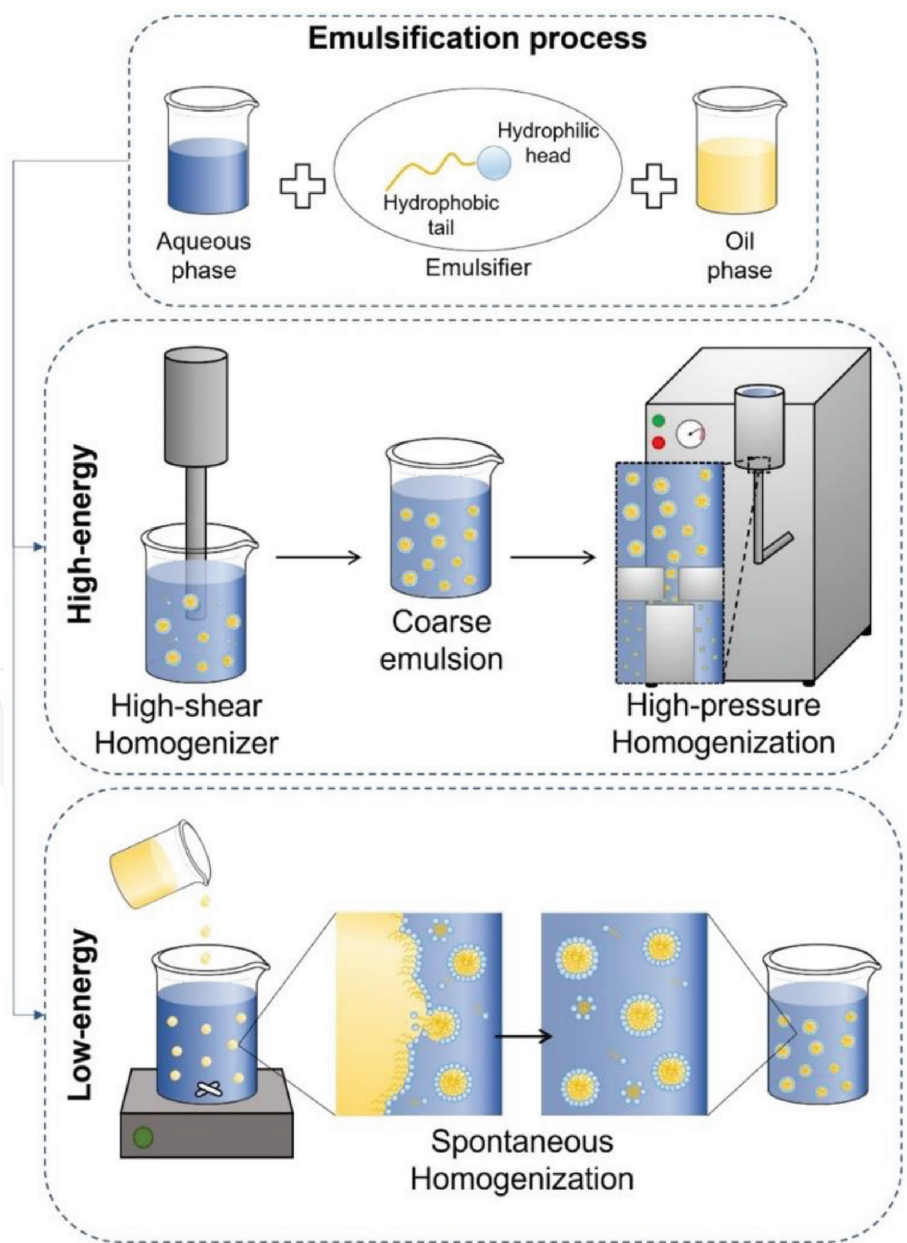 Emulsification process
Hydrophilic
head
Hydrophobic
tail
Aqueous
phase
Emulsifier
Oil
phase
High-energy
Coarse
emulsion
High-shear
Homogenizer
High-pressure
Homogenization
Low-energy
Spontaneous
Homogenization